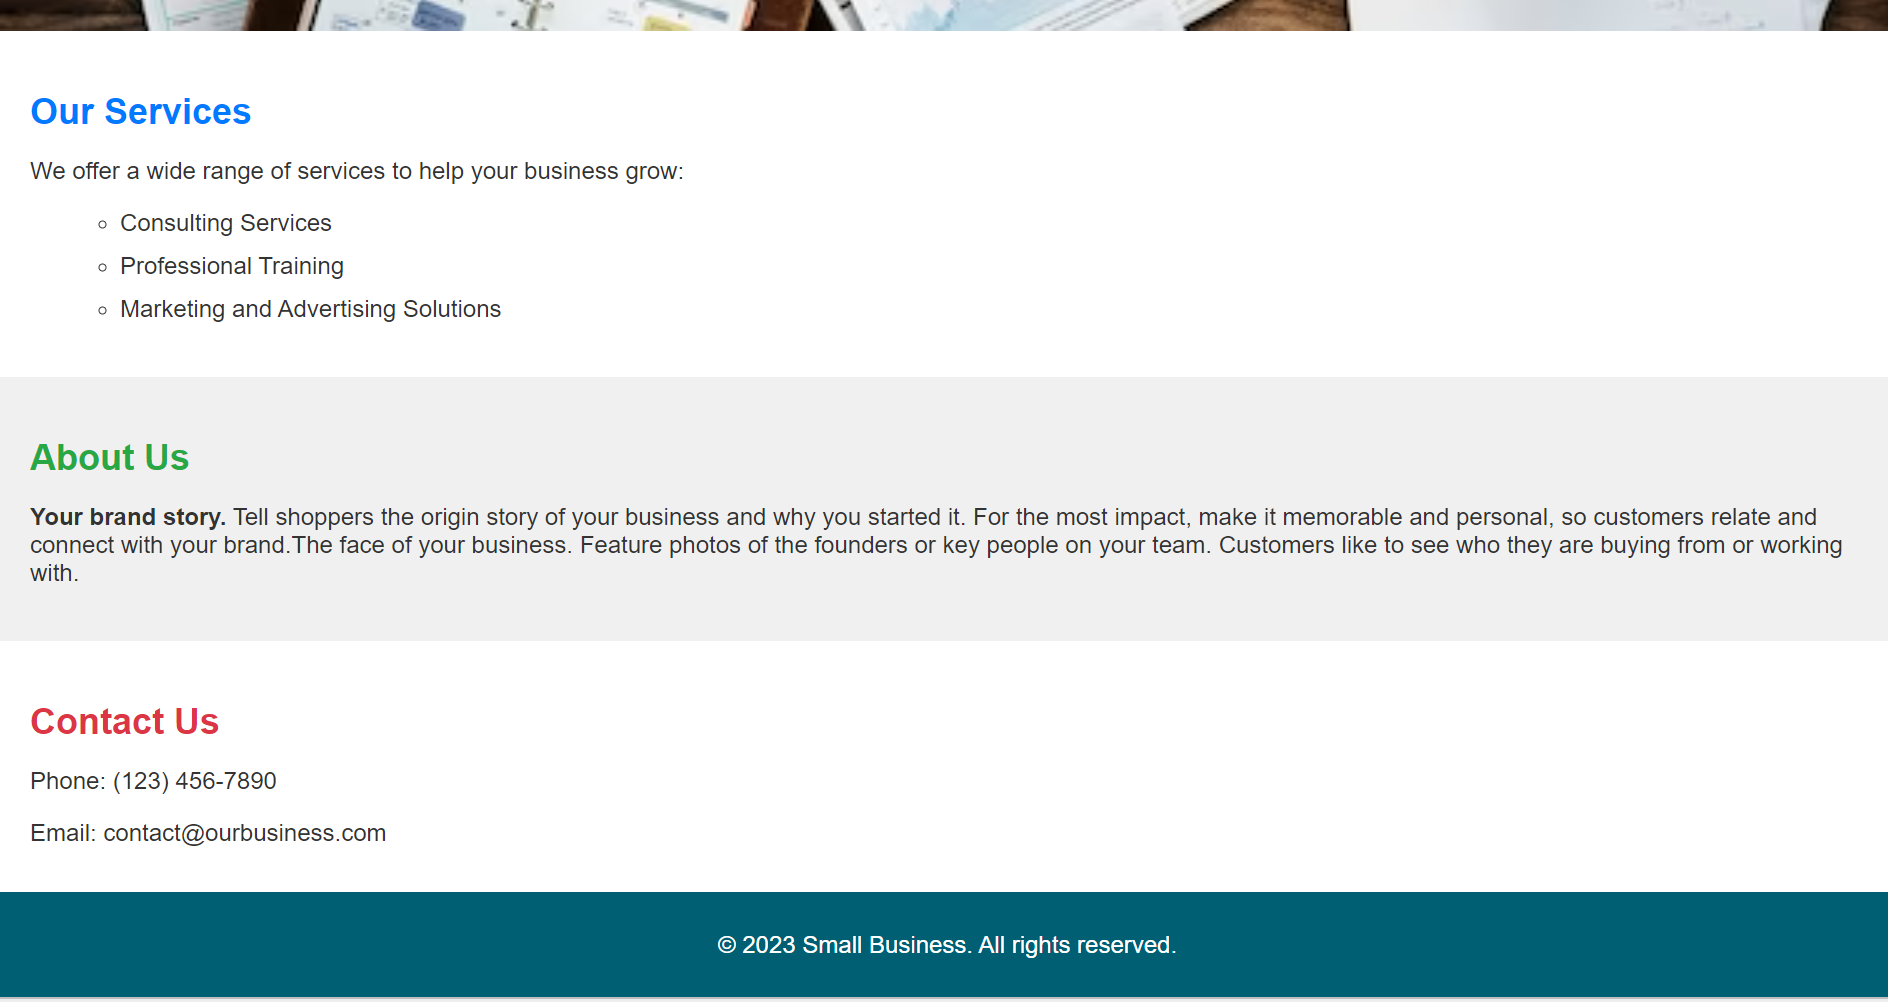 Our Services
We offer a wide range of services to help your business grow:
Consulting Services
Professional Training
Marketing and Advertising Solutions
About Us
Your brand story. Tell shoppers the origin story of your business and why you started it. For the most impact, make it memorable and personal, so customers relate and
connect with your brand.The face of your business. Feature photos of the founders or key people on your team. Customers like to see who they are buying from or working
with.
Contact Us
Phone: (123) 456-7890
Email: contact@ourbusiness.com
© 2023 Small Business. All rights reserved.